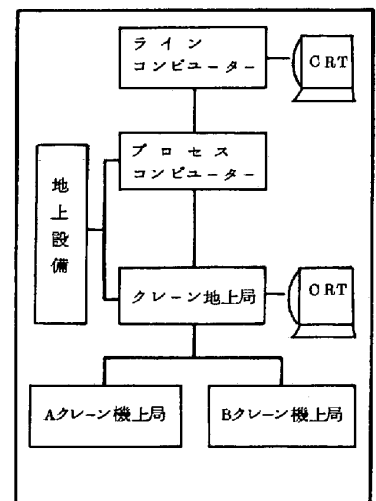 ライン
コンピューター
CRT
プロセス
コンピューター
地
上
設
備
クレーン地上局
CRT
Aクレーン機上局
Bクレーン機上局